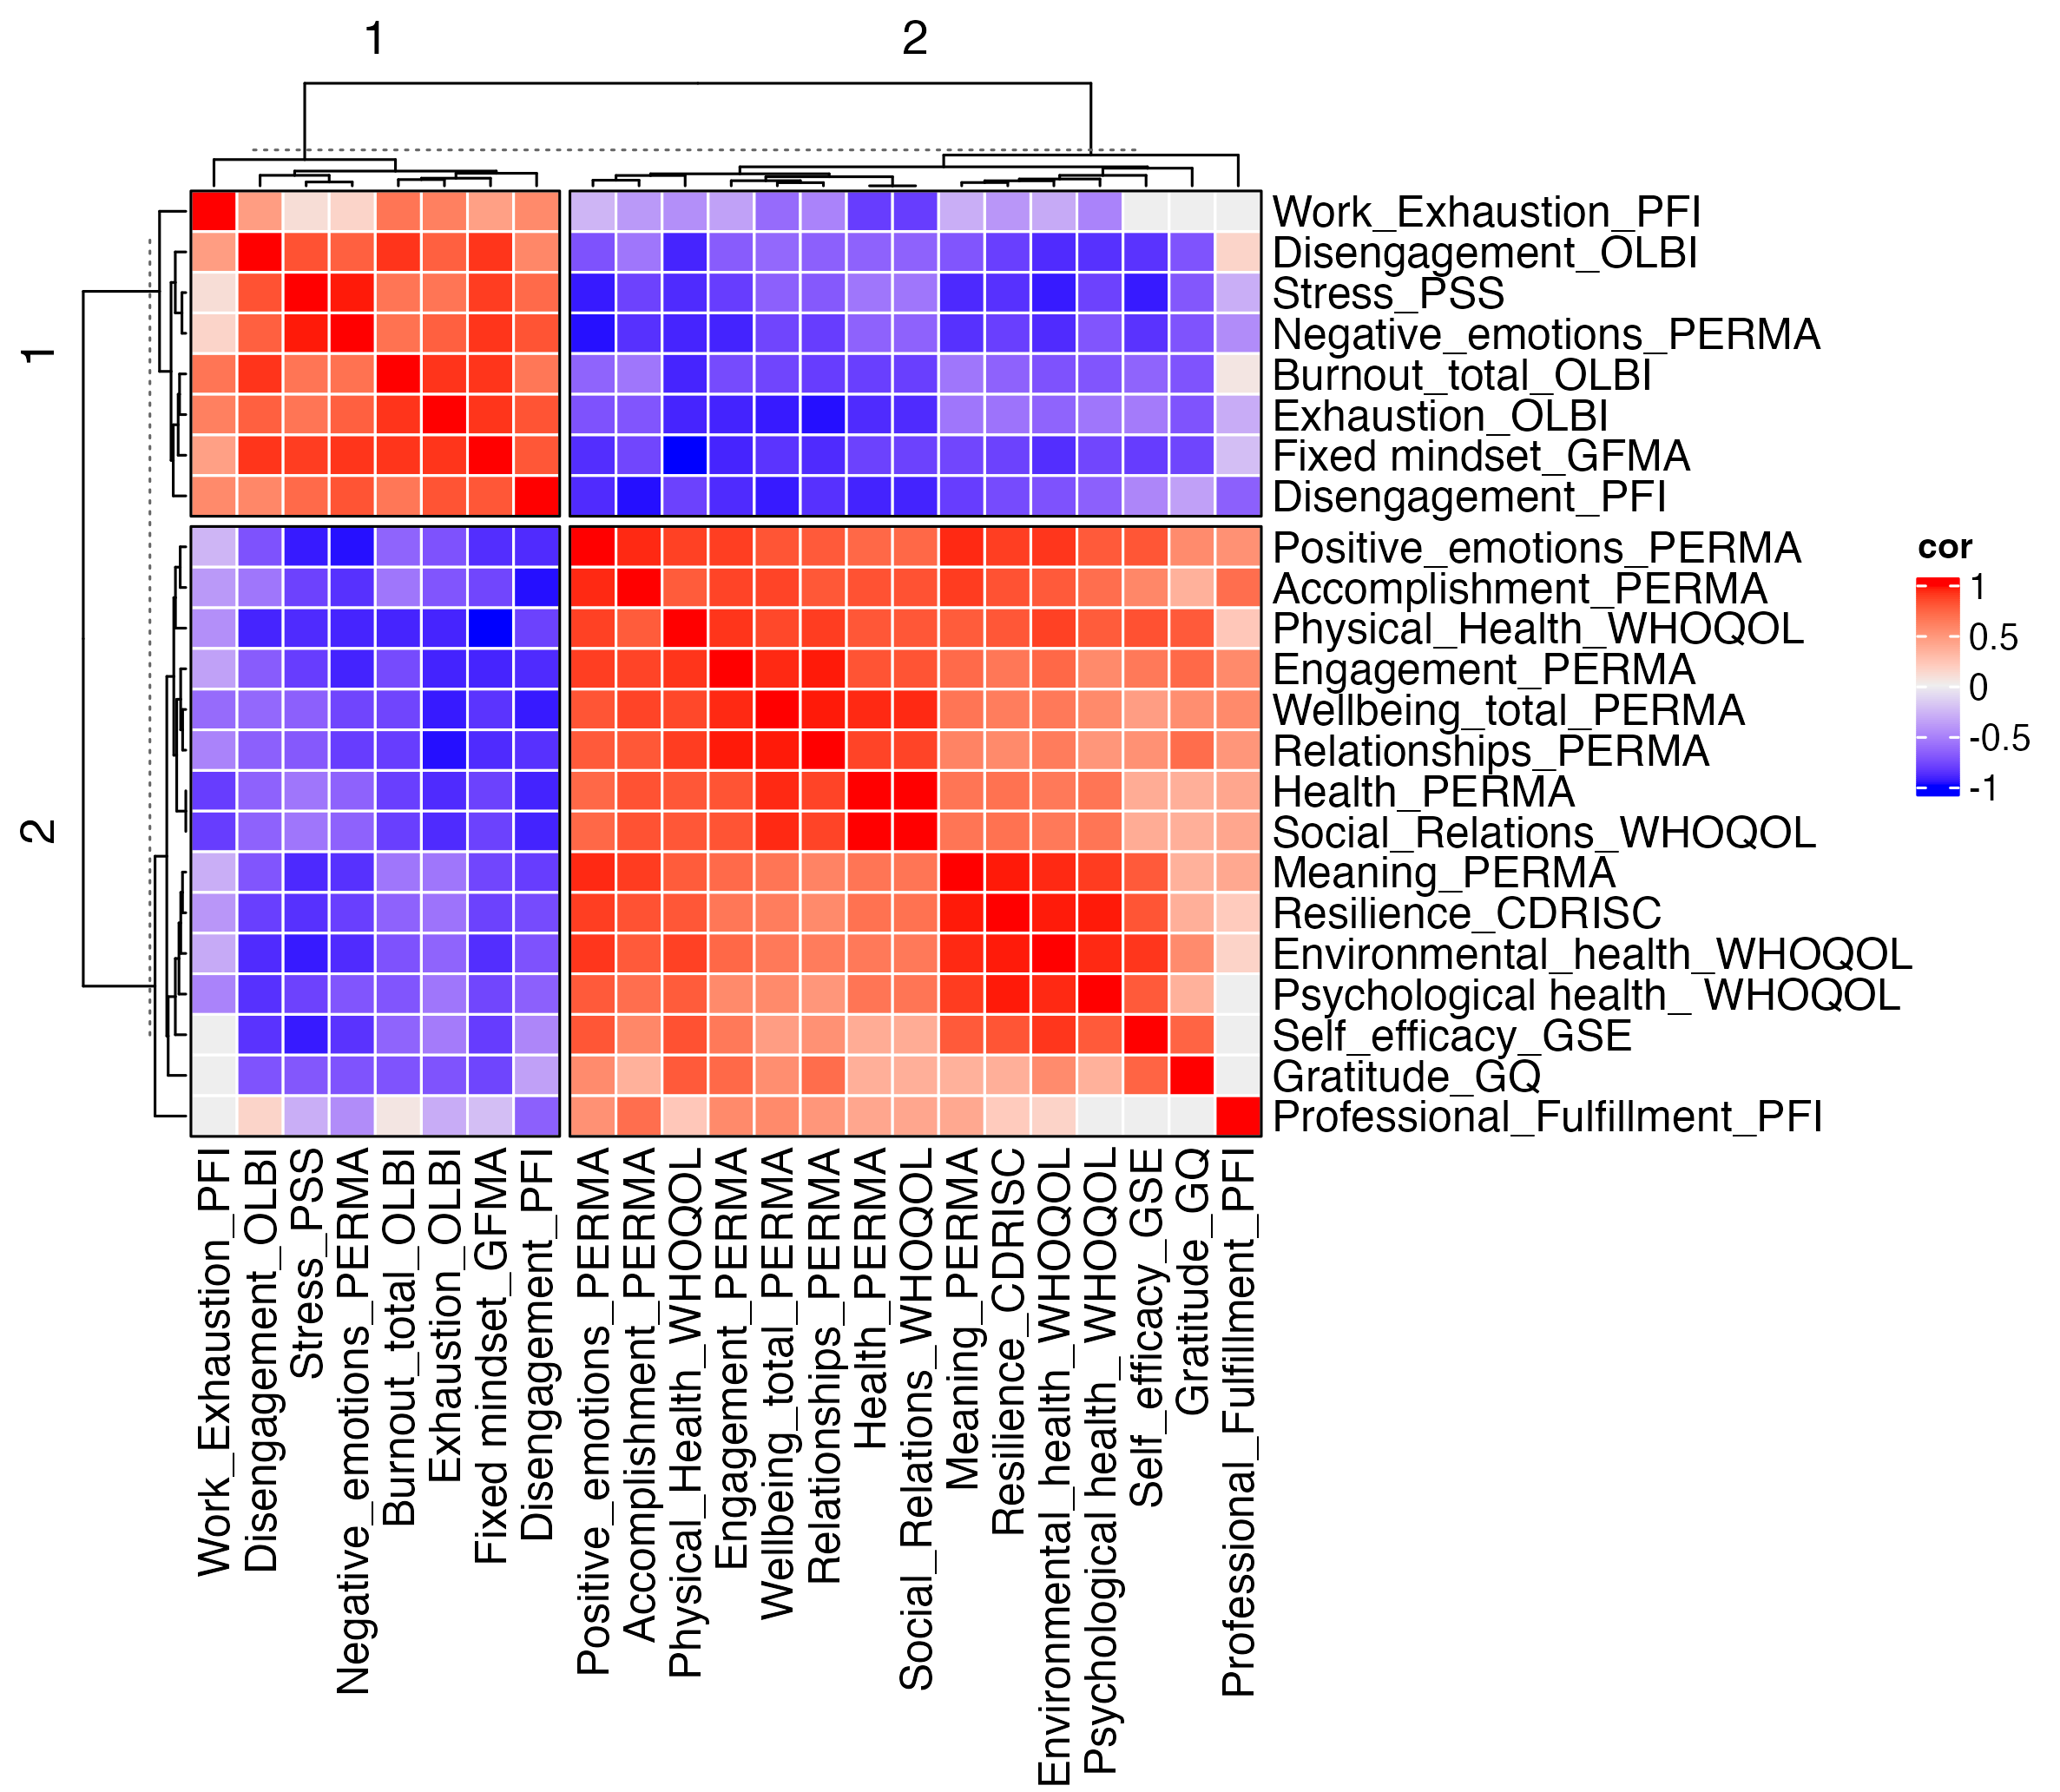 1
2
1
2
Work_Exhaustion_PFI
Disengagement_OLBI
Stress_PSS
Negative_emotions_PERMA
Burnout_total_OLBI
Exhaustion_OLBI
Fixed mindset_GFMA
Disengagement_PFI
Positive_emotions_PERMA
Accomplishment_PERMA
Physical_Health_WHOQOL
Engagement_PERMA
Wellbeing_total_PERMA
Relationships_PERMA
Health_PERMA
Social_Relations_WHOQOL
Meaning_PERMA
Resilience_CDRISC
Environmental_health_WHOQOL
Psychological health_ WHOQOL
Self_efficacy_GSE
Gratitude_GQ
Professional_Fulfillment_PFI
cor
1
0.5
0
-0.5
-1
Work_Exhaustion_PFI
Disengagement_OLBI
Stress_PSS
Negative_emotions_PERMA
Burnout_total_OLBI
Exhaustion_OLBI
Fixed mindset_GFMA
Disengagement_PFI
Positive_emotions_PERMA
Accomplishment_PERMA
Physical_Health_WHOQOL
Engagement_PERMA
Wellbeing_total_PERMA
Relationships_PERMA
Health_PERMA
Social_Relations_WHOQOL
Meaning_PERMA
Resilience_CDRISC
Environmental_health_WHOQOL
Psychological health_ WHOQOL
Self_efficacy_GSE
Gratitude_GQ
Professional_Fulfillment_PFI